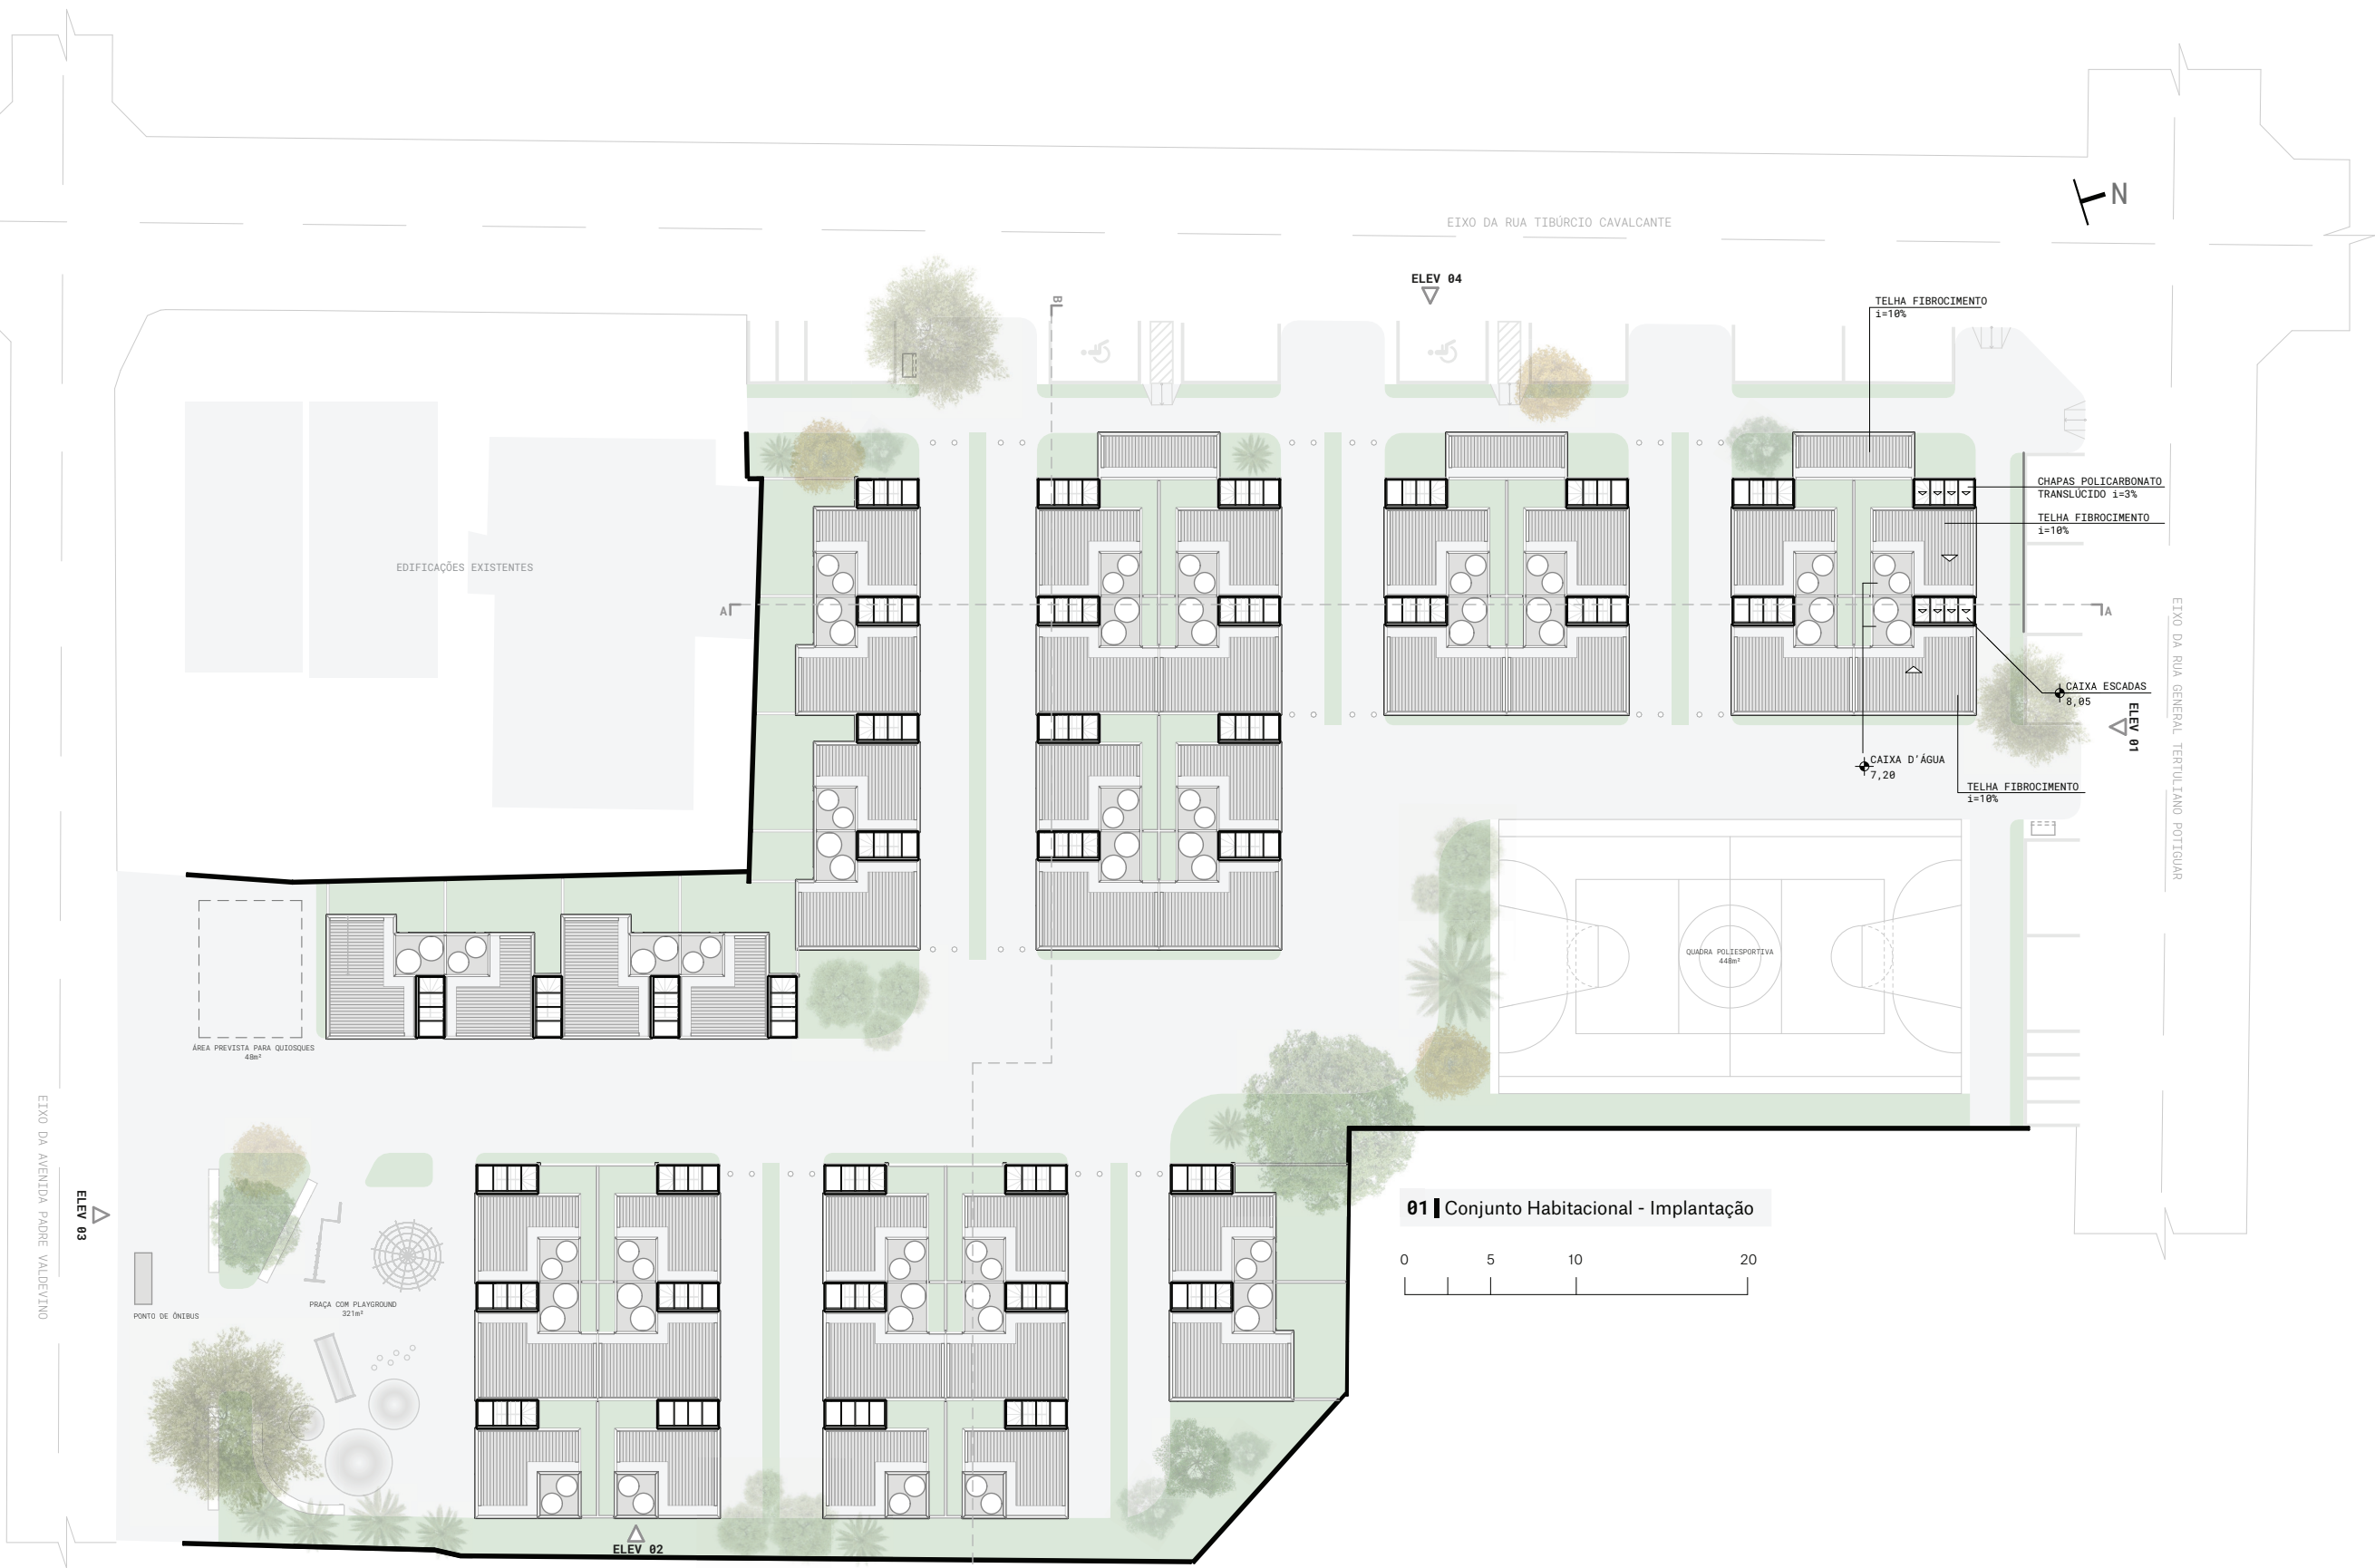 N
EIXO DA RUA TIBÚRCIO CAVALCANTE
ELEV 04
B
TELHA FIBROCIMENTO
i=10%
CHAPAS POLICARBONATO
TRANSLÚCIDO i=3%
TELHA FIBROCIMENTO
i=10%
EDIFICAÇÕES EXISTENTES
A
A
EIXO DA RUA GENERAL TERTULIANO POTIGUAR
CAIXA ESCADAS
8,05
ELEV 01
CAIXA D'ÁGUA
7,20
TELHA FIBROCIMENTO
i=10%
QUADRA POLIESPORTIVA
448m²
ÁREA PREVISTA PARA QUIOSQUES
48m²
EIXO DA AVENIDA PADRE VALDEVINO
ELEV 03
01 Conjunto Habitacional - Implantação
0 5 10 20
PRAÇA COM PLAYGROUND
321m²
PONTO DE ÔNIBUS
ELEV 02